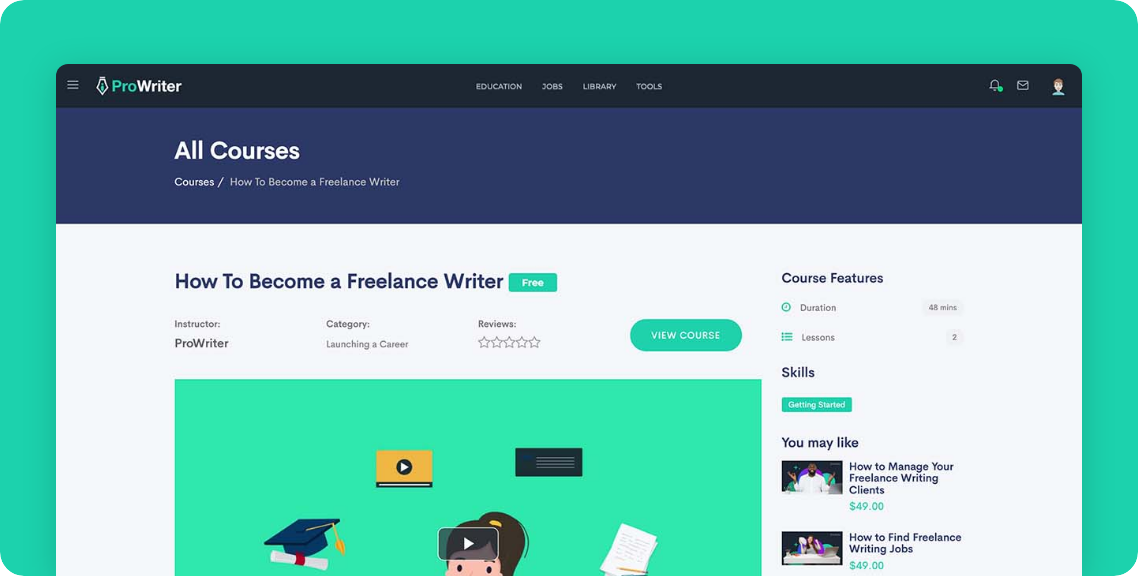 ProWriter
EDUCATION JOBS LIBRARY TOOLS
All Courses
Courses / How To Become a Freelance Writer
How To Become a Freelance Writer Free
Instructor:
ProWriter
Category:
Launching a Career
Reviews:
VIEW COURSE
Course Features
Duration 48 mins
Lessons 2
Skills
Getting Started
You may like
How to Manage Your
Freelance Writing
Clients
$49.00
How to Find Freelance
Writing Jobs
$49.00